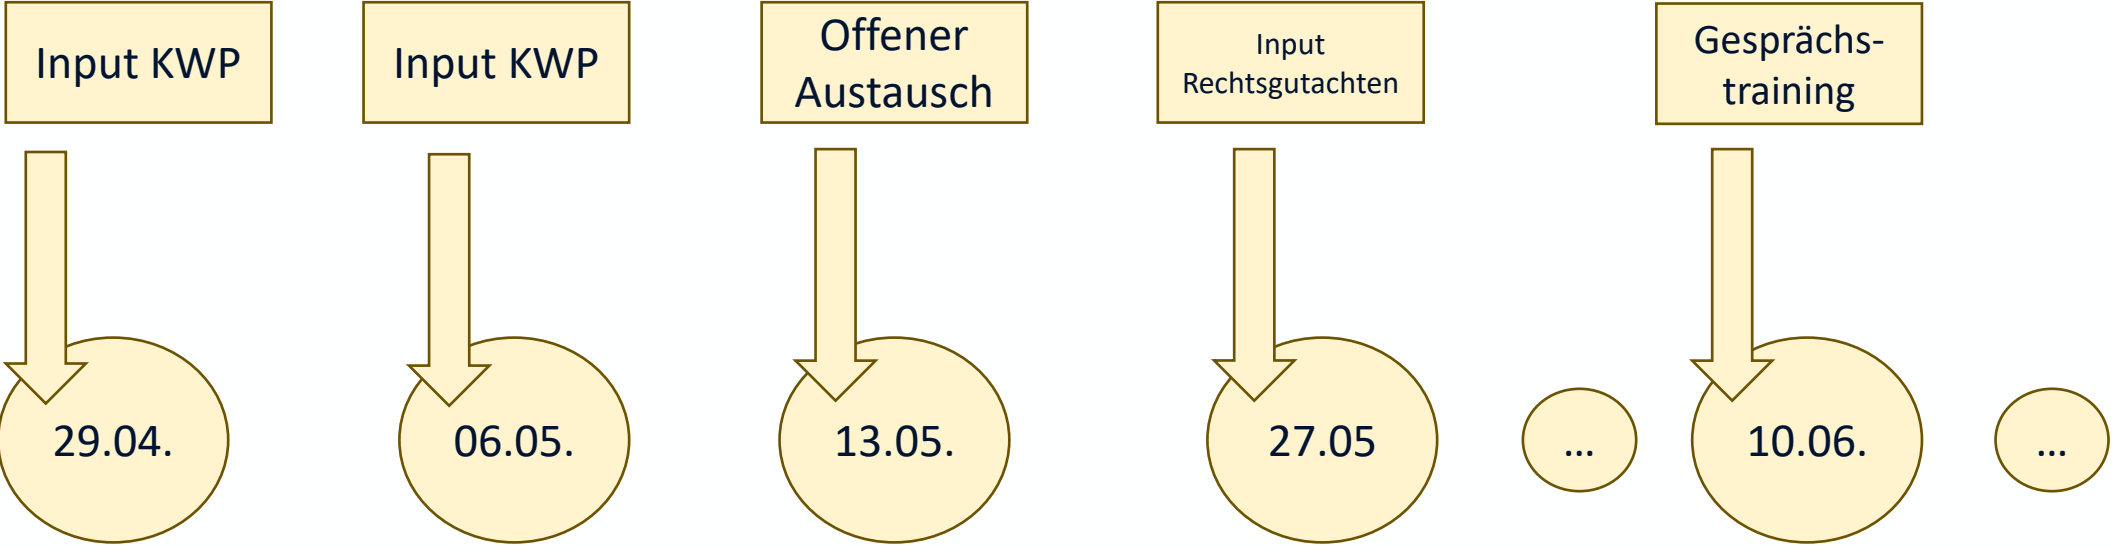 Input KWP
Input KWP
Offener
Austausch
Input
Rechtsgutachten
Gesprächs-
training
29.04.
06.05.
13.05.
27.05
...
10.06.
...